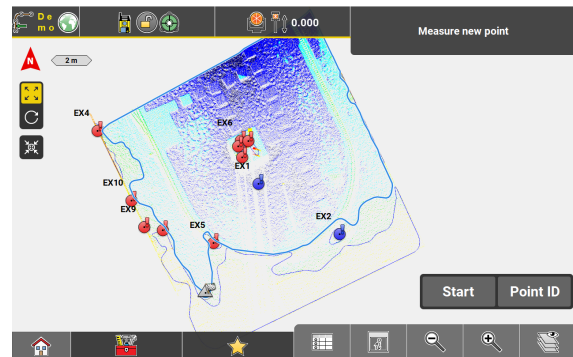 De
mo
0.000
Measure new point
N
2 m
EX4
EX6
EX1
EX10
EX9
EX5
EX2
Start
Point ID